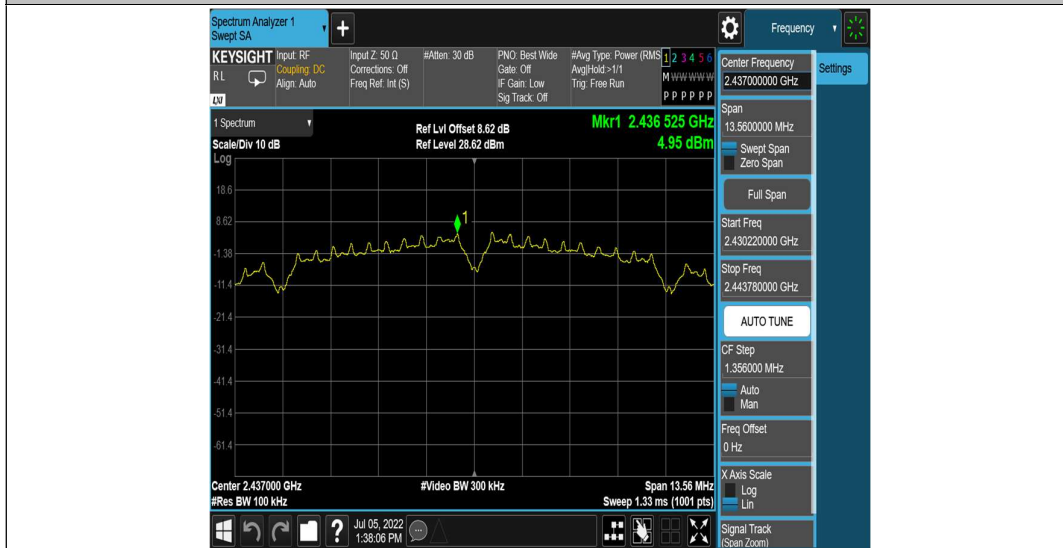 Spectrum Analyzer 1
Swept SA
Frequency
KEYSIGHT
RL
LXI
Input: RF
Coupling: DC
Align: Auto
Input Z: 50 Ω
Corrections: Off
Freq Ref: Int (S)
#Atten: 30 dB
PNO: Best Wide
Gate: Off
IF Gain: Low
Sig Track: Off
#Avg Type: Power (RMS
Avg|Hold:>1/1
Trig: Free Run
1 2 3 4 5 6
M W W W W W
P P P P P P
1 Spectrum
Scale/Div 10 dB
Ref Lvl Offset 8.62 dB
Ref Level 28.62 dBm
Mkr1 2.436 525 GHz
4.95 dBm
Log
18.6
8.62
-1.38
-11.4
-21.4
-31.4
-41.4
-51.4
-61.4
1
Center 2.437000 GHz
#Res BW 100 kHz
#Video BW 300 kHz
Span 13.56 MHz
Sweep 1.33 ms (1001 pts)
Jul 05, 2022
1:38:06 PM
Center Frequency
2.437000000 GHz
Settings
Span
13.5600000 MHz
Swept Span
Zero Span
Full Span
Start Freq
2.430220000 GHz
Stop Freq
2.443780000 GHz
AUTO TUNE
CF Step
1.356000 MHz
Auto
Man
Freq Offset
0 Hz
X Axis Scale
Log
Lin
Signal Track
(Span Zoom)